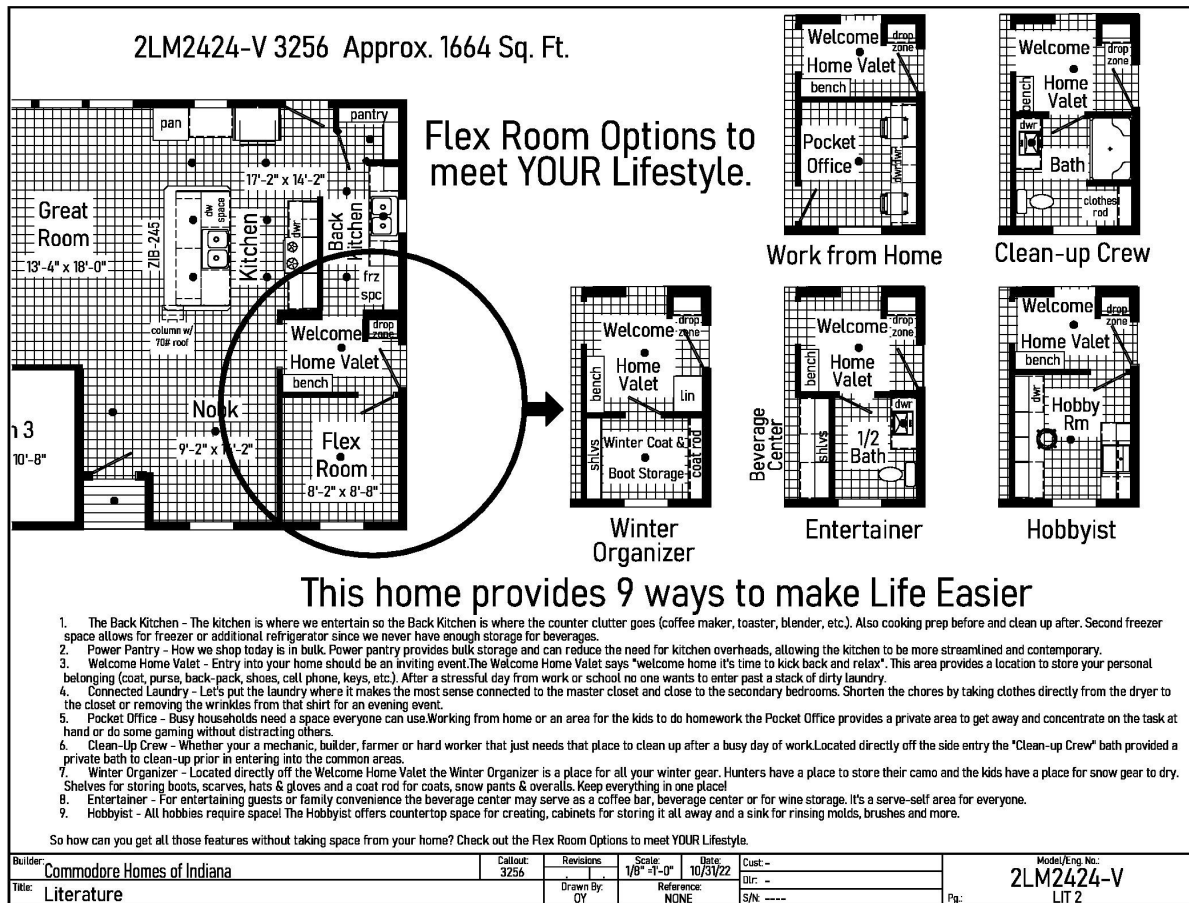 2LM2424-V 3256 Approx. 1664 Sq. Ft.
Flex Room Options to
meet YOUR Lifestyle.
pan
pantry
17'-2" x 14'-2"
Great
Room
13'-4" x 18'-0"
ZIB-245
dw
space
Kitchen
dwr
Back
Kitchen
frz
spc
column w/
70# roof
Welcome
Home Valet
drop
zone
bench
Nook
9'-2" x
Flex
Room
8'-2" x 8'-8"
3
10'-8"
Welcome
Home Valet
drop
zone
bench
Pocket
Office
dwr
dwr
Work from Home
Welcome
Home
Valet
drop
zone
bench
dwr
Bath
clothes
rod
Clean-up Crew
Welcome
Home
Valet
drop
zone
bench
lin
shlvs
Winter Coat &
Boot Storage
coat rod
Winter
Organizer
Welcome
Home
Valet
drop
zone
bench
Beverage
Center
shlvs
1/2
Bath
dwr
Entertainer
Welcome
Home Valet
drop
zone
bench
dwr
Hobby
Rm
Hobbyist
This home provides 9 ways to make Life Easier
1. The Back Kitchen - The kitchen is where we entertain so the Back Kitchen is where the counter clutter goes (coffee maker, toaster, blender, etc.). Also cooking prep before and clean up after. Second freezer
space allows for freezer or additional refrigerator since we never have enough storage for beverages.
2. Power Pantry - How we shop today is in bulk. Power pantry provides bulk storage and can reduce the need for kitchen overheads, allowing the kitchen to be more streamlined and contemporary.
3. Welcome Home Valet - Entry into your home should be an inviting event.The Welcome Home Valet says "welcome home it's time to kick back and relax". This area provides a location to store your personal
belonging (coat, purse, back-pack, shoes, cell phone, keys, etc.). After a stressful day from work or school no one wants to enter past a stack of dirty laundry.
4. Connected Laundry - Let's put the laundry where it makes the most sense connected to the master closet and close to the secondary bedrooms. Shorten the chores by taking clothes directly from the dryer to
the closet or removing the wrinkles from that shirt for an evening event.
5. Pocket Office - Busy households need a space everyone can use.Working from home or an area for the kids to do homework the Pocket Office provides a private area to get away and concentrate on the task at
hand or do some gaming without distracting others.
6. Clean-Up Crew - Whether your a mechanic, builder, farmer or hard worker that just needs that place to clean up after a busy day of work.Located directly off the side entry the "Clean-up Crew" bath provided a
private bath to clean-up prior in entering into the common areas.
7. Winter Organizer - Located directly off the Welcome Home Valet the Winter Organizer is a place for all your winter gear. Hunters have a place to store their camo and the kids have a place for snow gear to dry.
Shelves for storing boots, scarves, hats & gloves and a coat rod for coats, snow pants & overalls. Keep everything in one place!
8. Entertainer - For entertaining guests or family convenience the beverage center may serve as a coffee bar, beverage center or for wine storage. It's a serve-self area for everyone.
9. Hobbyist - All hobbies require space! The Hobbyist offers countertop space for creating, cabinets for storing it all away and a sink for rinsing molds, brushes and more.
So how can you get all those features without taking space from your home? Check out the Flex Room Options to meet YOUR Lifestyle.
Builder: Commodore Homes of Indiana
Callout: 3256
Revisions
Scale: 1/8" =1'-0"
Date: 10/31/22
Cust:-
Dlr: -
S/N: ----
Model/Eng. No.:
2LM2424-V
Title: Literature
Drawn By: OY
Reference: NONE
Pg.: LIT 2